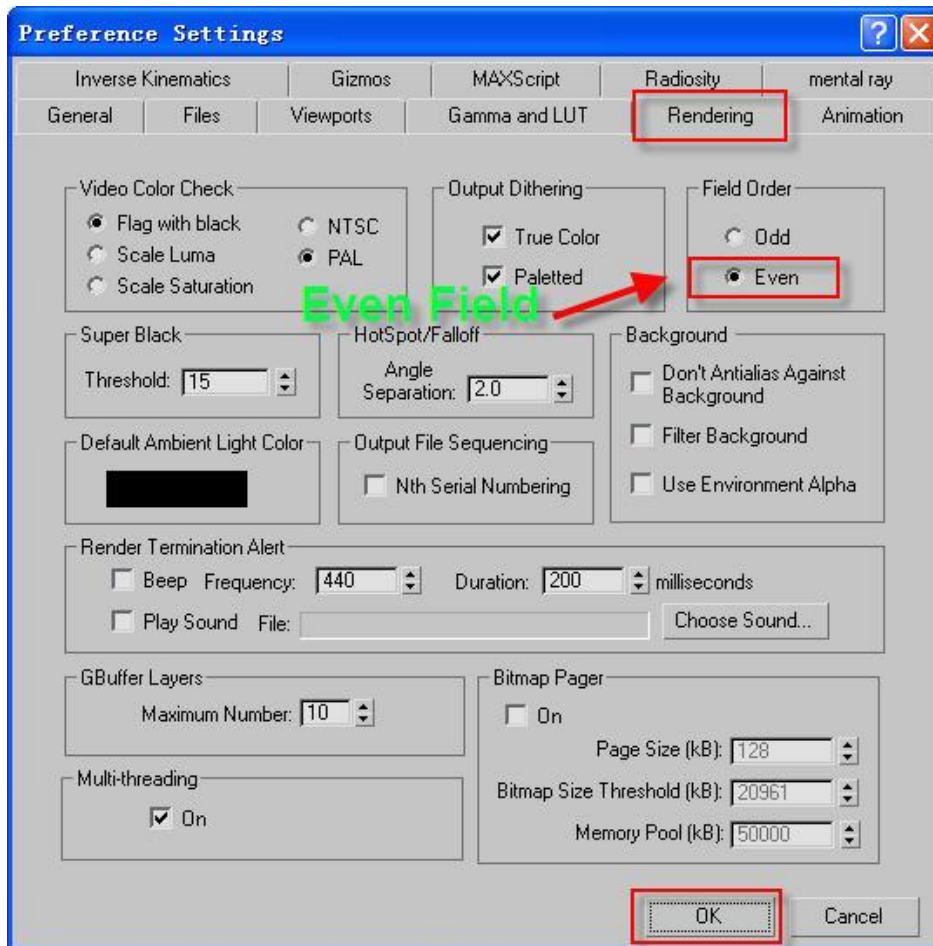 Preference Settings
Inverse Kinematics Gizmos MAXScript Radiosity mental ray
General Files Viewports Gamma and LUT Rendering Animation
Video Color Check
Flag with black
Scale Luma
Scale Saturation
NTSC
PAL
Output Dithering
True Color
Paletted
Field Order
Odd
Even
Even Field
Super Black
Threshold: 15
HotSpot/Falloff
Angle
Separation: 2.0
Background
Don't Antialias Against
Background
Filter Background
Use Environment Alpha
Default Ambient Light Color
Output File Sequencing
Nth Serial Numbering
Render Termination Alert
Beep Frequency: 440 Duration: 200 milliseconds
Play Sound File: Choose Sound...
GBuffer Layers
Maximum Number: 10
Multi-threading
On
Bitmap Pager
On
Page Size (kB): 128
Bitmap Size Threshold (kB): 20961
Memory Pool (kB): 50000
OK Cancel